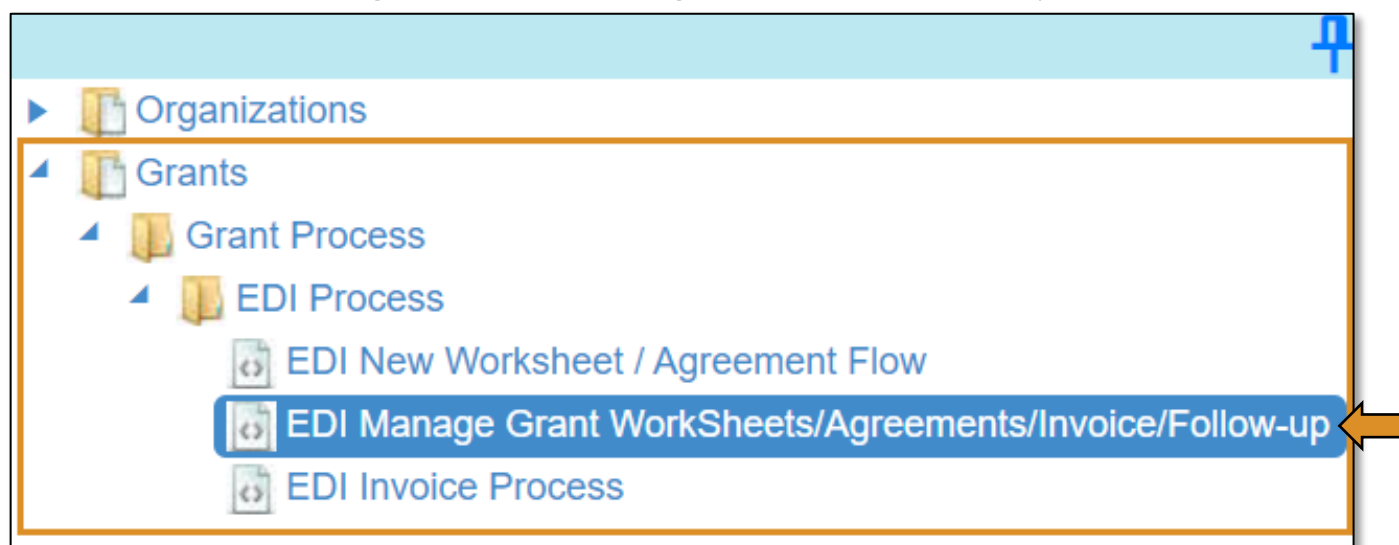 Organizations
Grants
Grant Process
EDI Process
EDI New Worksheet / Agreement Flow
EDI Manage Grant WorkSheets/Agreements/Invoice/Follow-up
EDI Invoice Process